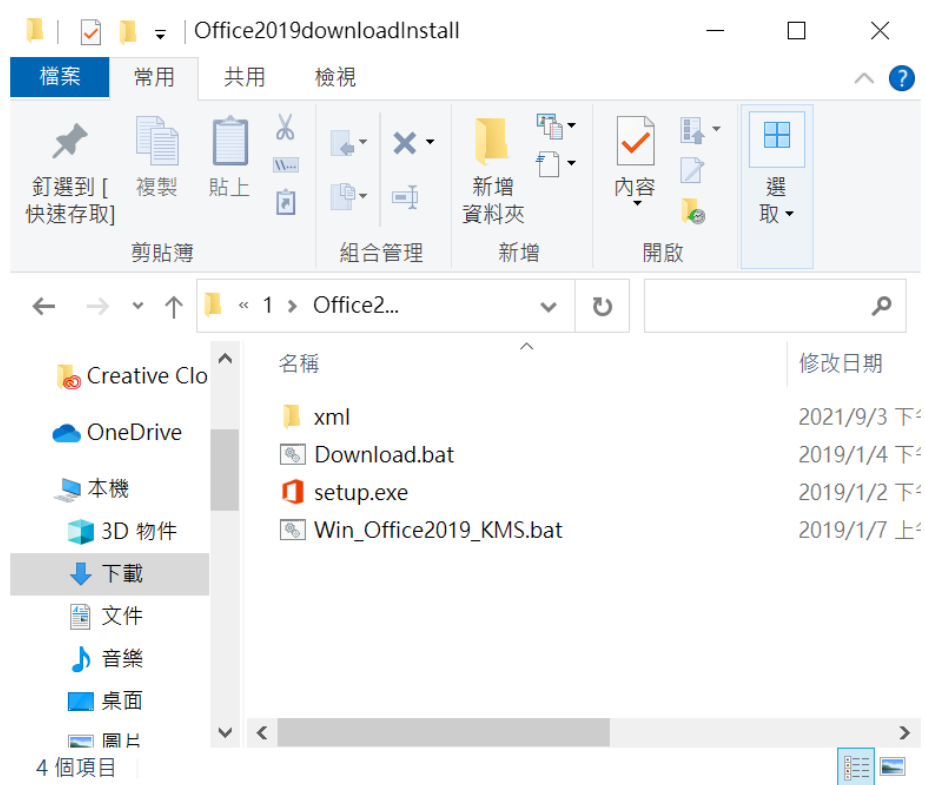 Office2019downloadInstall
檔案 常用 共用 檢視
釘選到 [
快速存取]
複製
貼上
剪貼簿
組合管理
新增
資料夾
新增
內容
開啟
選
取
« 1 › Office2...
名稱 修改日期
Creative Clo
OneDrive
本機
3D 物件
下載
文件
音樂
桌面
圖片
xml 2021/9/3 下
Download.bat 2019/1/4 下
setup.exe 2019/1/2 下
Win_Office2019_KMS.bat 2019/1/7 上
4 個項目